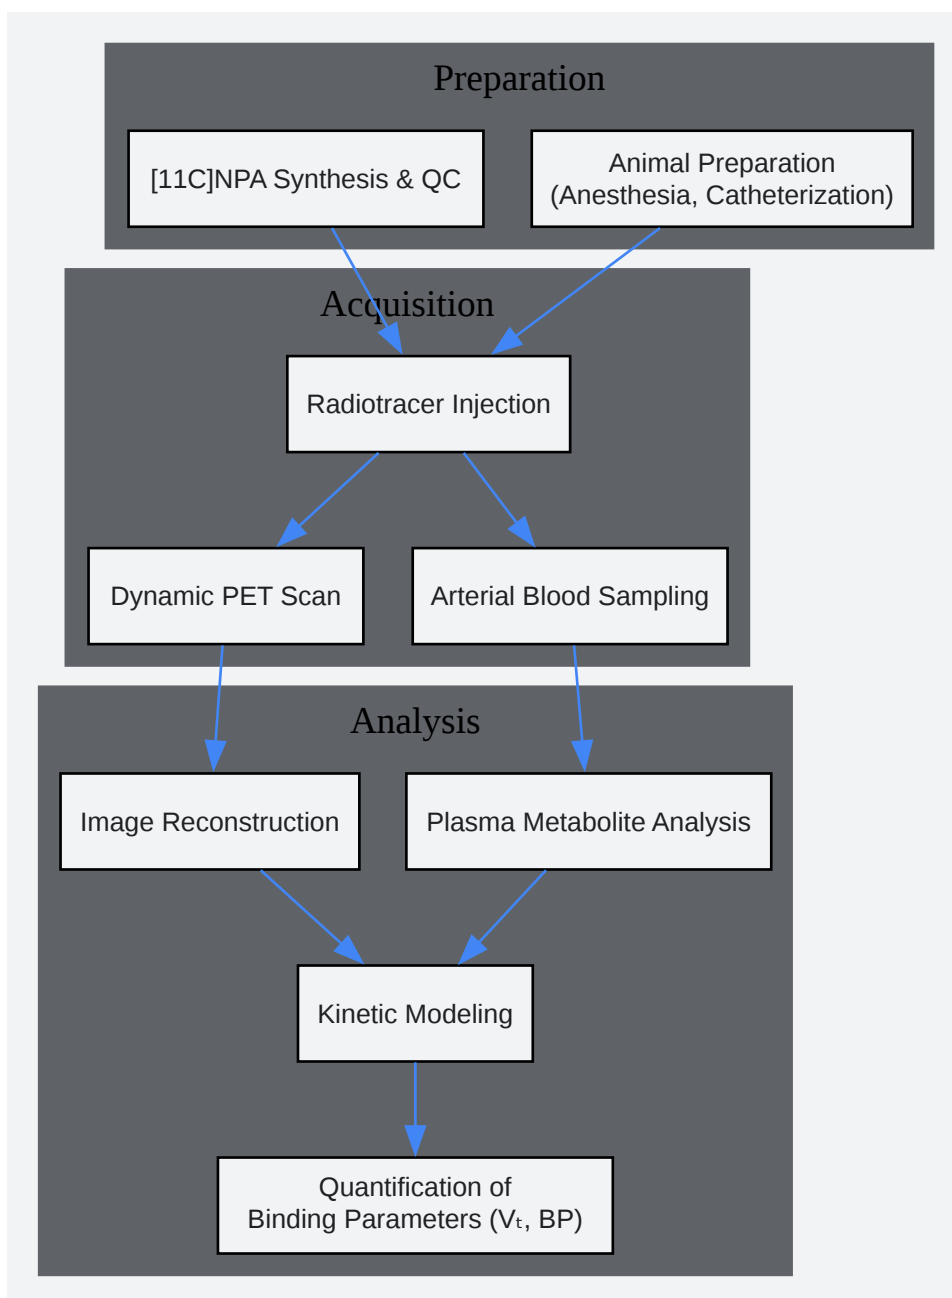 Preparation
[11C]NPA Synthesis & QC
Animal Preparation
(Anesthesia, Catheterization)
Acquisition
Radiotracer Injection
Dynamic PET Scan
Arterial Blood Sampling
Analysis
Image Reconstruction
Plasma Metabolite Analysis
Kinetic Modeling
Quantification of
Binding Parameters (Vₜ, BP)